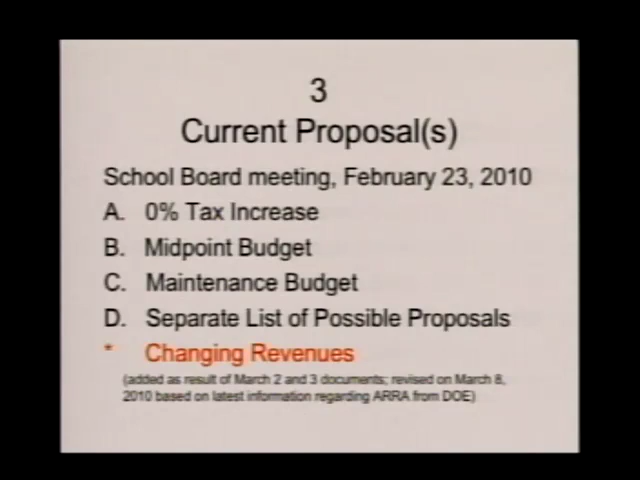 3
Current Proposal(s)
School Board meeting, February 23, 2010
A. 0% Tax Increase
B. Midpoint Budget
C. Maintenance Budget
D. Separate List of Possible Proposals
* Changing Revenues
(added as result of March 2 and 3 documents; revised on March 8,
2010 based on latest information regarding ARRA from DOE)